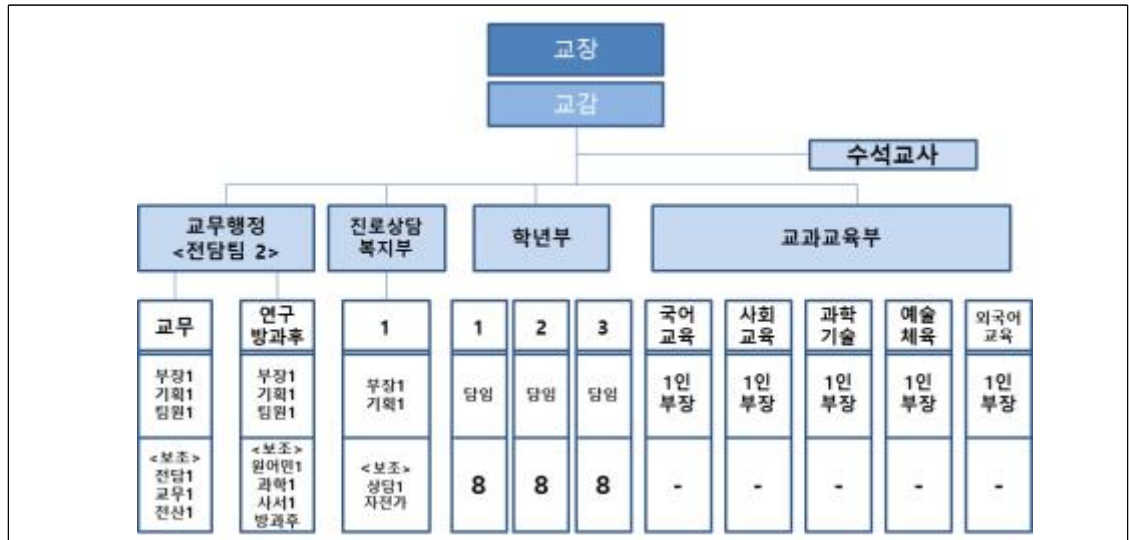 교장
교감
수석교사
교무행정
<전담팀 2>
진로상담
복지부
학년부
교과교육부
교무
연구
방과후
1
1
2
3
국어
교육
사회
교육
과학
기술
예술
체육
외국어
교육
부장1
기획1
팀원1
부장1
기획1
팀원1
부장1
기획1
담임
담임
담임
1인
부장
1인
부장
1인
부장
1인
부장
1인
부장
<보조>
전담1
교무1
전산1
<보조>
원어민1
과학1
사서1
방과후
<보조>
상담1
자전가
8
8
8
-
-
-
-
-